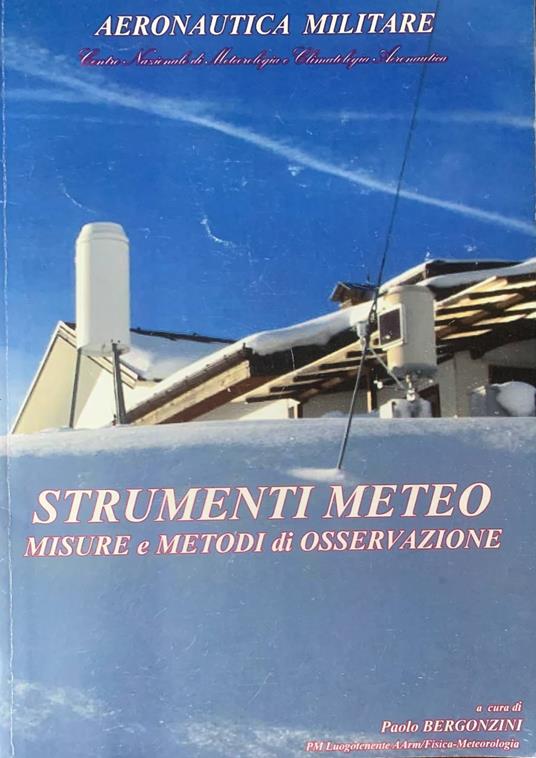 AERONAUTICA MILITARE
Centro Nazionale di Meteorologia e Climatologia Aeronautica
STRUMENTI METEO
MISURE e METODI di OSSERVAZIONE
a cura di
Paolo BERGONZINI
PM Luogotenente AArm/Fisica-Meteorologia